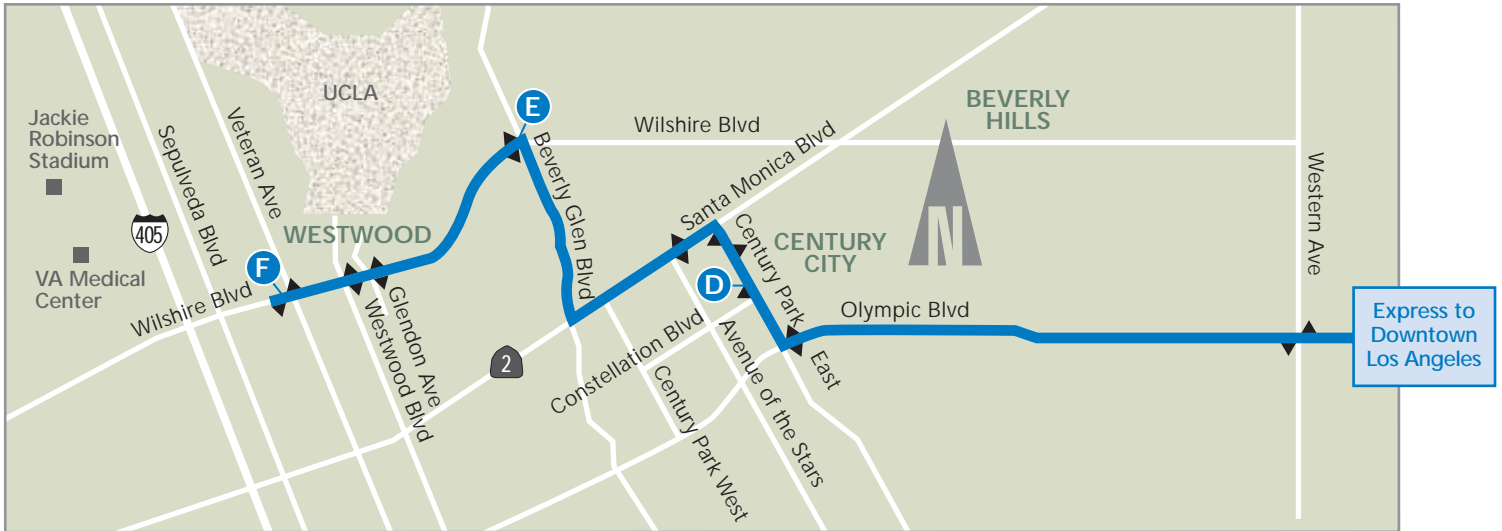 UCLA
Jackie
Robinson
Stadium
Sepulveda Blvd
Veteran Ave
E
Wilshire Blvd
BEVERLY
HILLS
Beverly Glen Blvd
Santa Monica Blvd
Western Ave
405
WESTWOOD
N
VA Medical
Center
F
D
CENTURY
CITY
Century Park East
Wilshire Blvd
Glendon Ave
Westwood Blvd
2
Constellation Blvd
Avenue of the Stars
Century Park West
Olympic Blvd
Express to
Downtown
Los Angeles